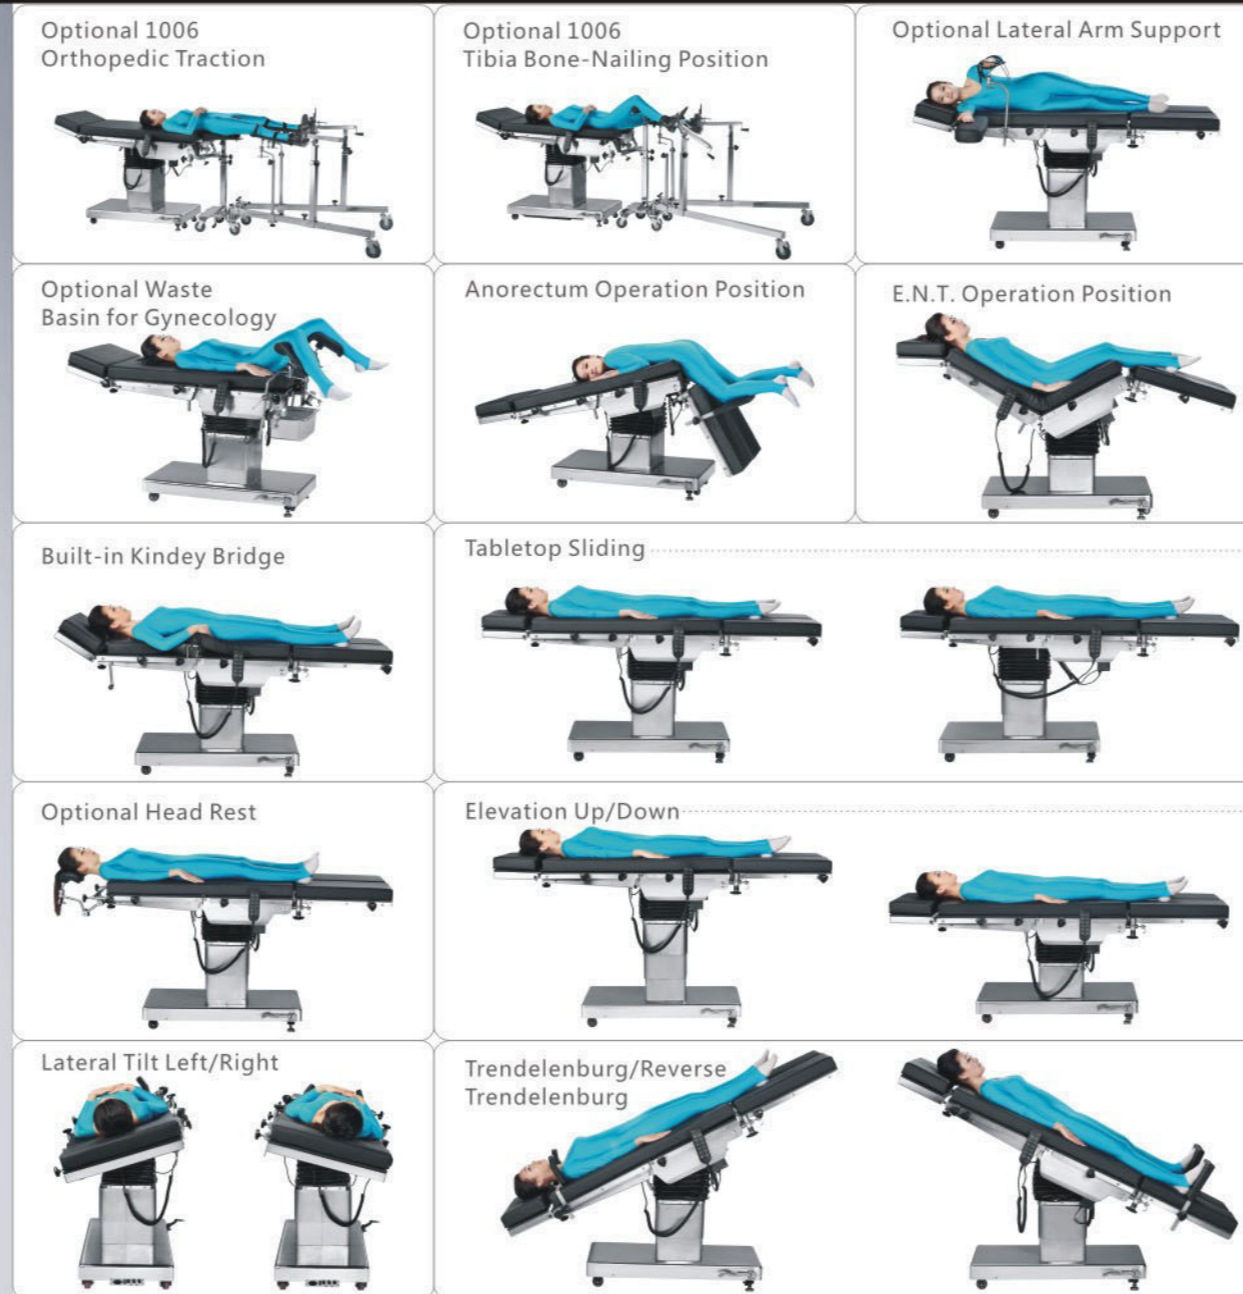 Optional 1006
Orthopedic Traction
Optional 1006
Tibia Bone-Nailing Position
Optional Lateral Arm Support
Optional Waste
Basin for Gynecology
Anorectum Operation Position
E.N.T. Operation Position
Built-in Kindey Bridge
Tabletop Sliding
Optional Head Rest
Elevation Up/Down
Lateral Tilt Left/Right
Trendelenburg/Reverse
Trendelenburg